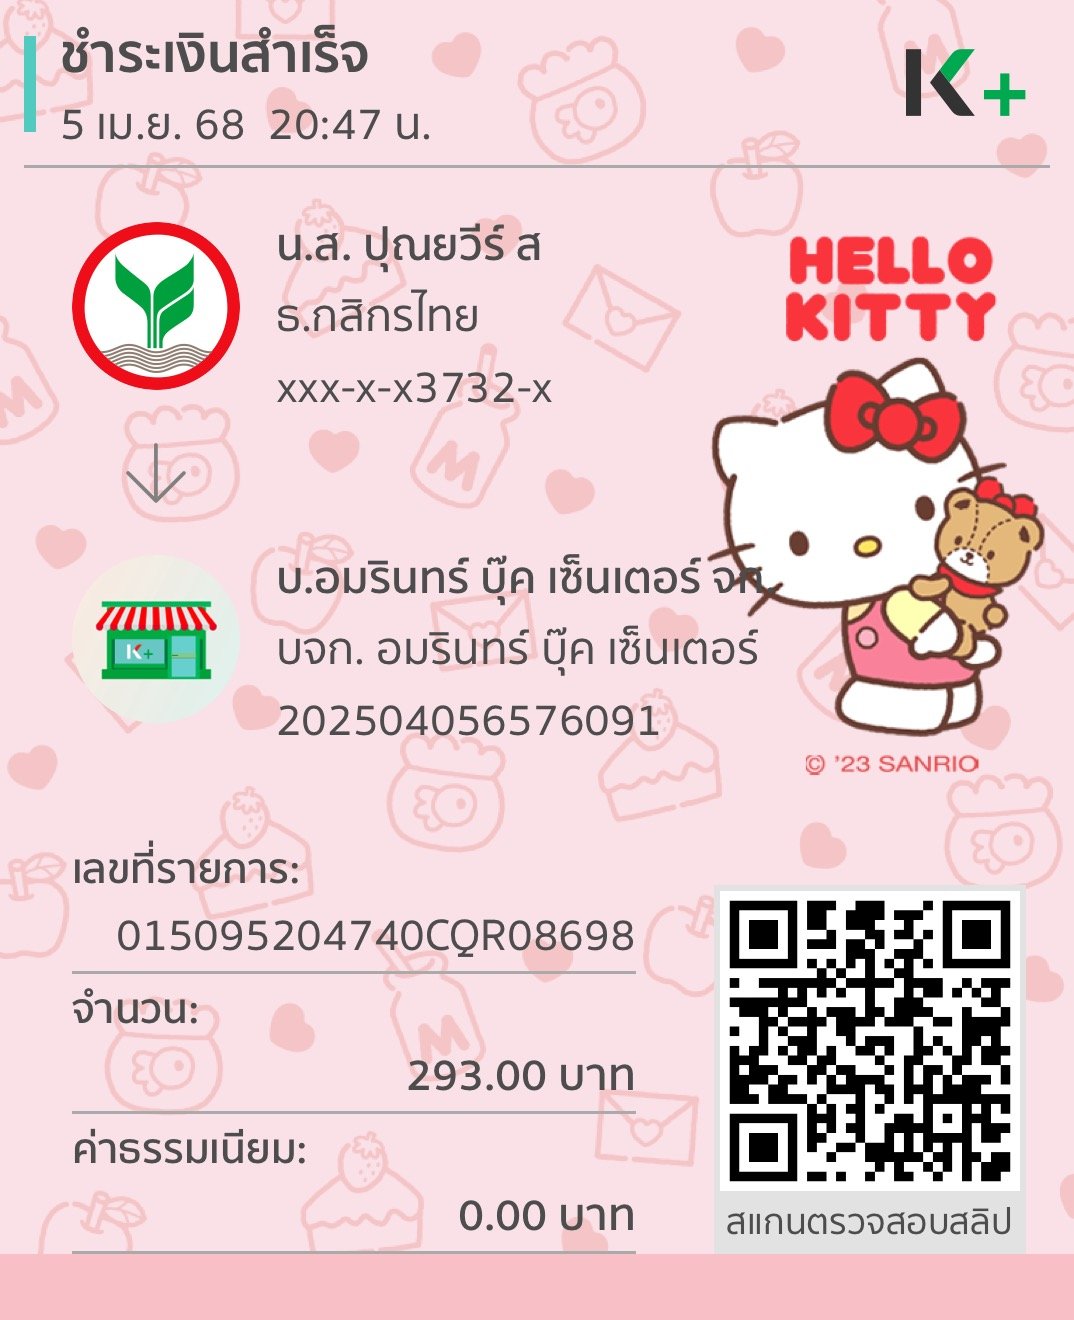 ชำระเงินสำเร็จ
5 เม.ย. 68 20:47 น.
K+
น.ส. ปุณยวีร์ ส
ธ.กสิกรไทย
xxx-x-x3732-x
HELLO
KITTY
บ.อมรินทร์ บุ๊ค เซ็นเตอร์ จก
บจก. อมรินทร์ บุ๊ค เซ็นเตอร์
202504056576091
K+
© '23 SANRIO
เลขที่รายการ:
015095204740CQR08698
จำนวน:
293.00 บาท
ค่าธรรมเนียม:
0.00 บาท
สแกนตรวจสอบสลิป